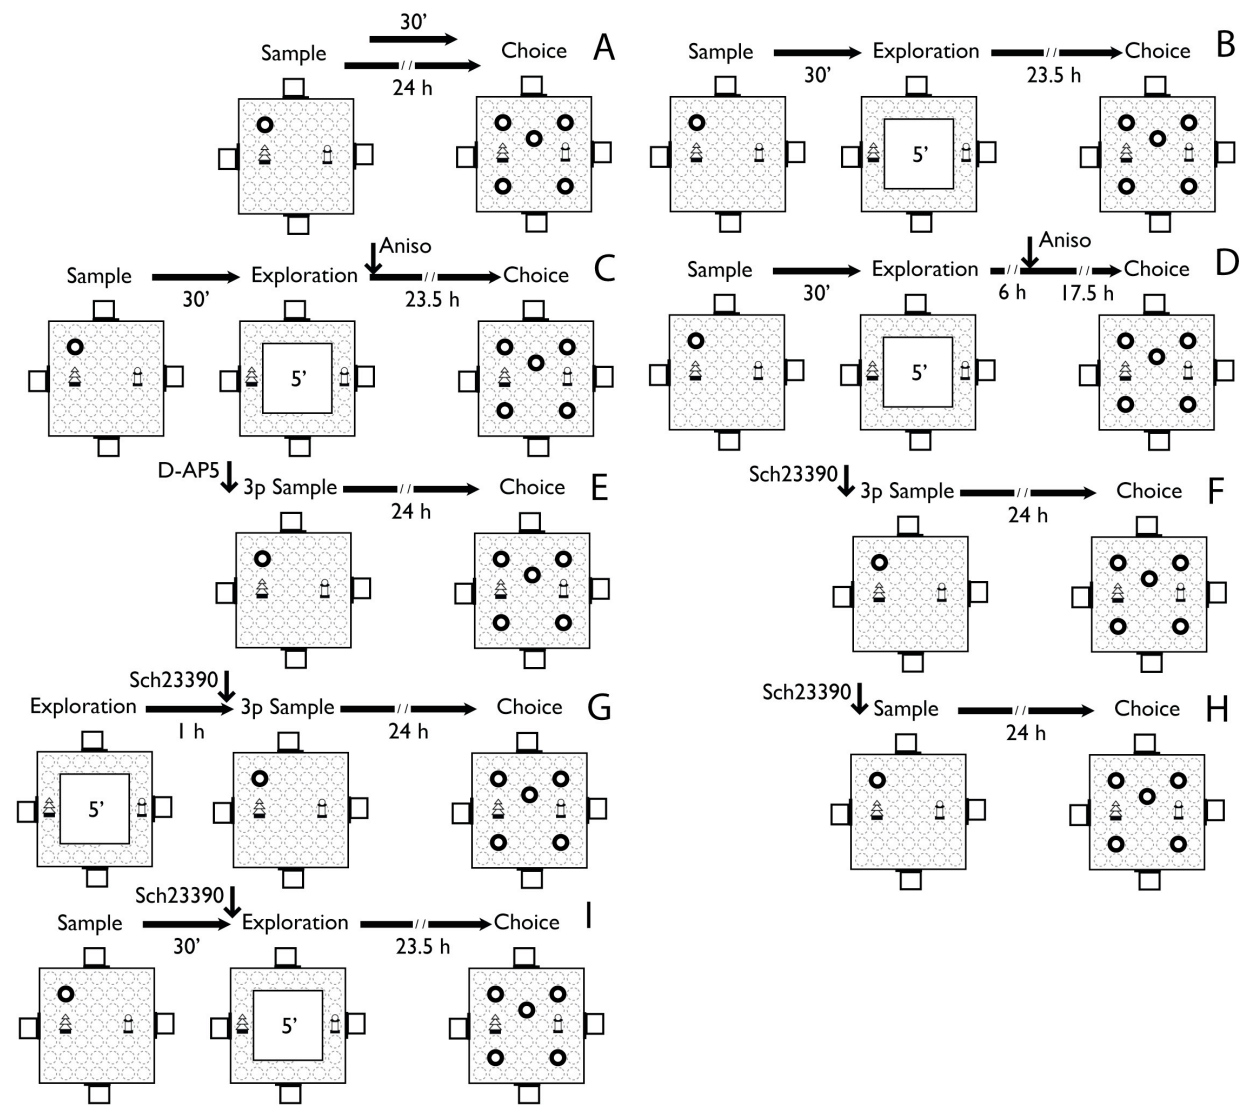 30’
Sample
Choice
A
24 h
Sample
Exploration
Choice
B
30’
23.5 h
5’
Aniso
Sample
Exploration
Choice
C
30’
23.5 h
5’
Aniso
Sample
Exploration
Choice
D
30’
6 h
17.5 h
5’
D-AP5
3p Sample
Choice
E
24 h
Sch23390
3p Sample
Choice
F
24 h
Sch23390
Exploration
3p Sample
Choice
G
1 h
24 h
5’
Sch23390
Sample
Choice
H
24 h
Sch23390
Sample
Exploration
Choice
I
30’
23.5 h
5’